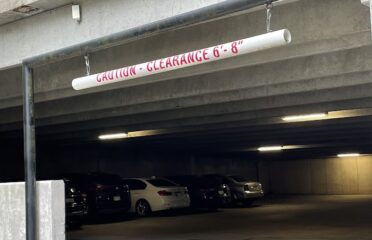 CAUTION - CLEARANCE 6'- 8"